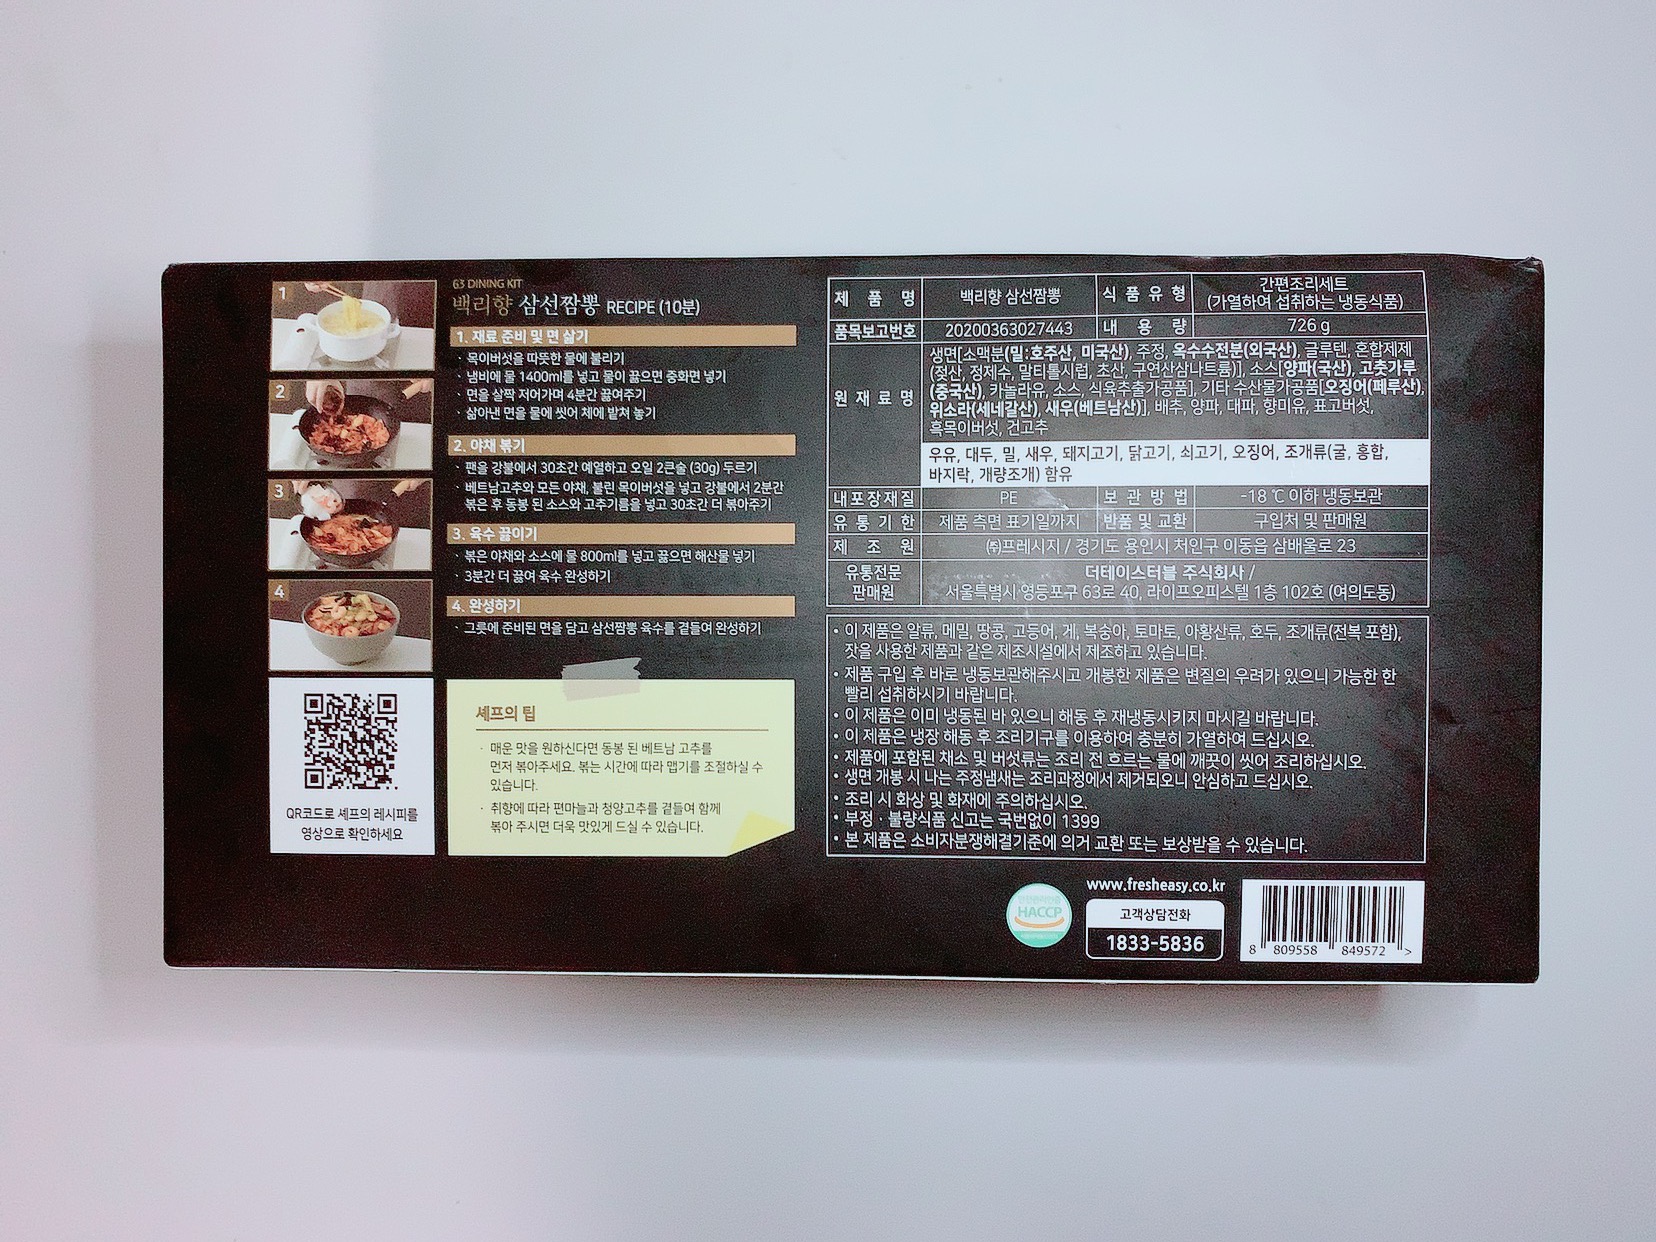 1
2
3
4
63 DINING KIT
백리향 삼선짬뽕 RECIPE (10분)
1. 재료 준비 및 면 삶기
· 목이버섯을 따뜻한 물에 불리기
· 냄비에 물 1400ml를 넣고 물이 끓으면 중화면 넣기
· 면을 살짝 저어가며 4분간 끓여주기
· 삶아낸 면을 물에 씻어 체에 밭쳐 놓기
2. 야채 볶기
· 팬을 강불에서 30초간 예열하고 오일 2큰술 (30g) 두르기
· 베트남고추와 모든 야채, 불린 목이버섯을 넣고 강불에서 2분간
볶은 후 동봉 된 소스와 고추기름을 넣고 30초간 더 볶아주기
3. 육수 끓이기
· 볶은 야채와 소스에 물 800ml를 넣고 끓으면 해산물 넣기
· 3분간 더 끓여 육수 완성하기
4. 완성하기
· 그릇에 준비된 면을 담고 삼선짬뽕 육수를 곁들여 완성하기
QR코드로 셰프의 레시피를
영상으로 확인하세요
셰프의 팁
· 매운 맛을 원하신다면 동봉 된 베트남 고추를
먼저 볶아주세요. 볶는 시간에 따라 맵기를 조절하실 수
있습니다.
· 취향에 따라 편마늘과 청양고추를 곁들여 함께
볶아 주시면 더욱 맛있게 드실 수 있습니다.
제 품 명 백리향 삼선짬뽕 식 품 유 형 간편조리세트
(가열하여 섭취하는 냉동식품)
품목보고번호 20200363027443 내 용 량 726 g
원 재 료 명
생면[소맥분(밀:호주산, 미국산), 주정, 옥수수전분(외국산), 글루텐, 혼합제제
(젖산, 정제수, 말티톨시럽, 초산, 구연산삼나트륨)], 소스[양파(국산), 고춧가루
(중국산), 카놀라유, 소스, 식육추출가공품], 기타 수산물가공품[오징어(페루산),
위소라(세네갈산), 새우(베트남산)], 배추, 양파, 대파, 향미유, 표고버섯,
흑목이버섯, 건고추
우유, 대두, 밀, 새우, 돼지고기, 닭고기, 쇠고기, 오징어, 조개류(굴, 홍합,
바지락, 개량조개) 함유
내포장재질 PE 보 관 방 법 -18 ℃ 이하 냉동보관
유 통 기 한 제품 측면 표기일까지 반품 및 교환 구입처 및 판매원
제 조 원 ㈜프레시지 / 경기도 용인시 처인구 이동읍 삼배울로 23
유통전문
판매원
더테이스터블 주식회사 /
서울특별시 영등포구 63로 40, 라이프오피스텔 1층 102호 (여의도동)
• 이 제품은 알류, 메밀, 땅콩, 고등어, 게, 복숭아, 토마토, 아황산류, 호두, 조개류(전복 포함),
잣을 사용한 제품과 같은 제조시설에서 제조하고 있습니다.
• 제품 구입 후 바로 냉동보관해주시고 개봉한 제품은 변질의 우려가 있으니 가능한 한
빨리 섭취하시기 바랍니다.
• 이 제품은 이미 냉동된 바 있으니 해동 후 재냉동시키지 마시길 바랍니다.
• 이 제품은 냉장 해동 후 조리기구를 이용하여 충분히 가열하여 드십시오.
• 제품에 포함된 채소 및 버섯류는 조리 전 흐르는 물에 깨끗이 씻어 조리하십시오.
• 생면 개봉 시 나는 주정냄새는 조리과정에서 제거되오니 안심하고 드십시오.
• 조리 시 화상 및 화재에 주의하십시오.
• 부정 · 불량식품 신고는 국번없이 1399
• 본 제품은 소비자분쟁해결기준에 의거 교환 또는 보상받을 수 있습니다.
HACCP
www.fresheasy.co.kr
고객상담전화
1833-5836
8 809558 849572 >